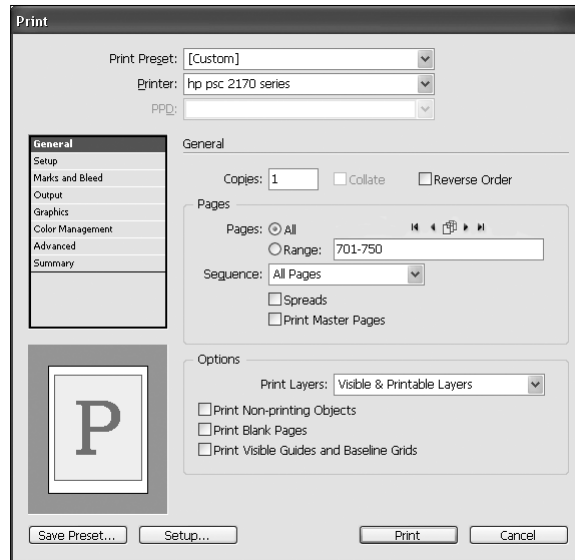 Print
Print Preset: [Custom]
Printer: hp psc 2170 series
PPD:
General
Setup
Marks and Bleed
Output
Graphics
Color Management
Advanced
Summary
General
Copies: 1 Collate Reverse Order
Pages
Pages: All
Range: 701-750
Sequence: All Pages
Spreads
Print Master Pages
Options
Print Layers: Visible & Printable Layers
Print Non-printing Objects
Print Blank Pages
Print Visible Guides and Baseline Grids
P
Save Preset... Setup... Print Cancel